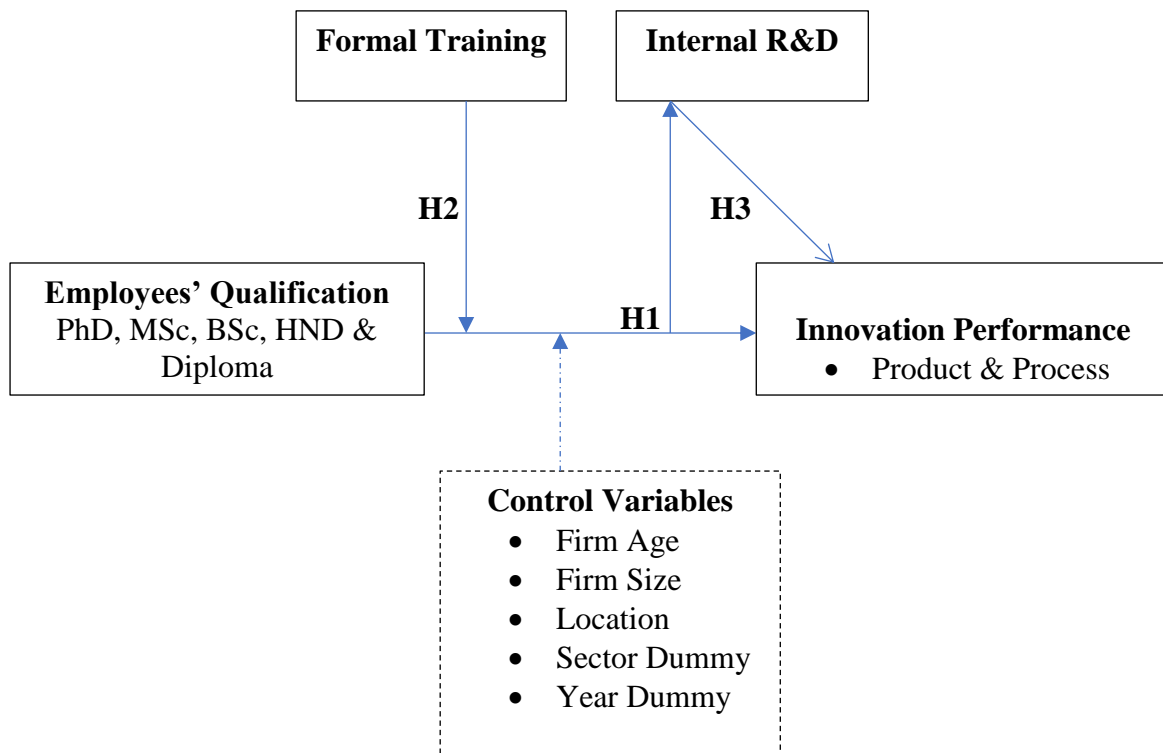 Formal Training
Internal R&D
H2
H3
Employees’ Qualification
PhD, MSc, BSc, HND &
Diploma
H1
Innovation Performance
• Product & Process
Control Variables
• Firm Age
• Firm Size
• Location
• Sector Dummy
• Year Dummy